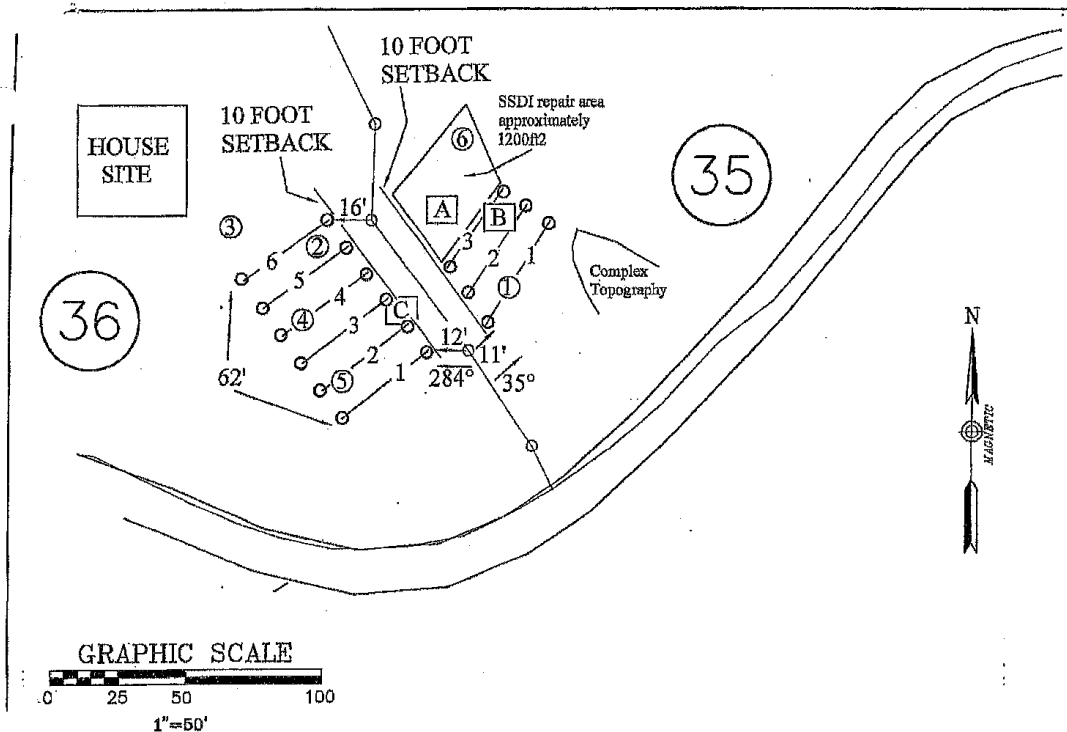 10 FOOT
SETBACK
10 FOOT
SETBACK
SSDI repair area
approximately
1200ft2
HOUSE
SITE
6
35
A
B
16'
3
2
3
2
1
6
5
1
Complex
Topography
36
4
4
C
3
N
12'
11'
2
62'
5
1
284°
35°
MAGNETIC
GRAPHIC SCALE
0 25 50 100
1"=50'